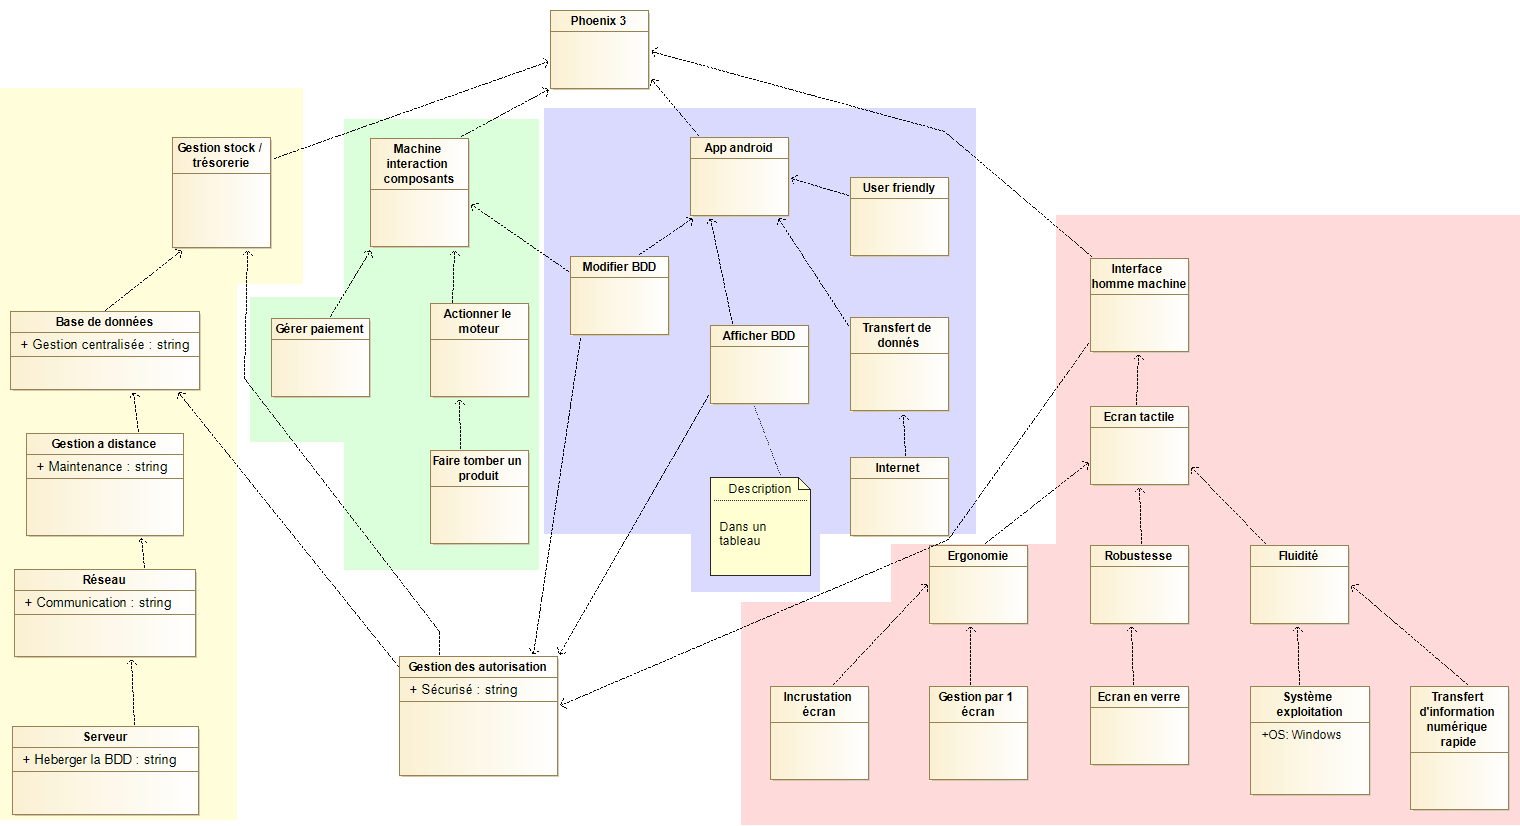 Phoenix 3
Gestion stock /
trésorerie
Machine
interaction
composants
App android
User friendly
Modifier BDD
Interface
homme machine
Base de données
+ Gestion centralisée : string
Gérer paiement
Actionner le
moteur
Afficher BDD
Transfert de
donnés
Ecran tactile
Gestion a distance
+ Maintenance : string
Faire tomber un
produit
Internet
Description
Dans un
tableau
Ergonomie
Robustesse
Fluidité
Réseau
+ Communication : string
Gestion des autorisation
+ Sécurisé : string
Incrustation
écran
Gestion par 1
écran
Ecran en verre
Système
exploitation
+OS: Windows
Transfert
d'information
numérique
rapide
Serveur
+ Heberger la BDD : string